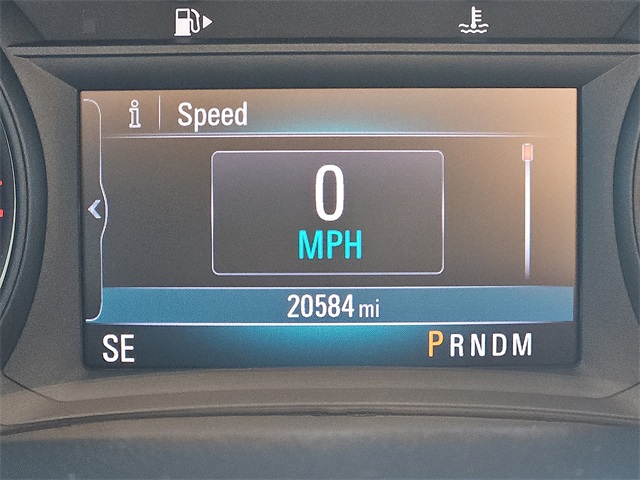 i Speed
0
MPH
20584 mi
SE PRNDM